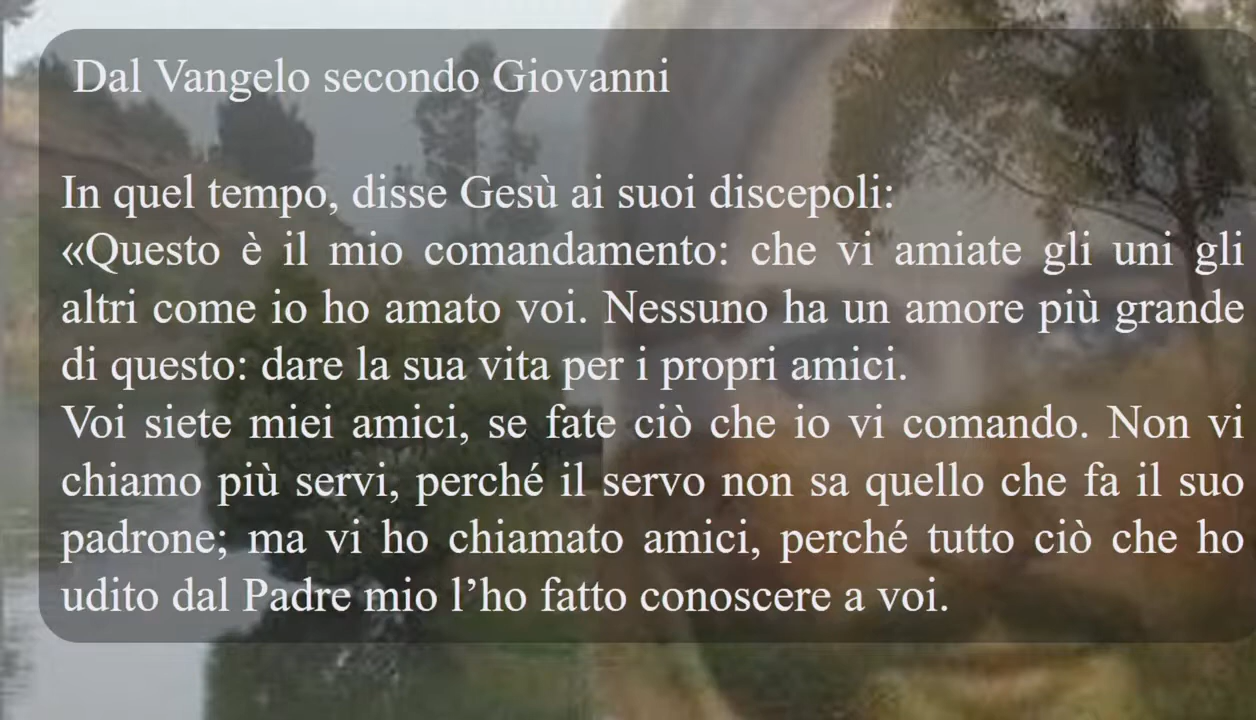 Dal Vangelo secondo Giovanni
In quel tempo, disse Gesù ai suoi discepoli:
«Questo è il mio comandamento: che vi amiate gli uni gli
altri come io ho amato voi. Nessuno ha un amore più grande
di questo: dare la sua vita per i propri amici.
Voi siete miei amici, se fate ciò che io vi comando. Non vi
chiamo più servi, perché il servo non sa quello che fa il suo
padrone; ma vi ho chiamato amici, perché tutto ciò che ho
udito dal Padre mio l’ho fatto conoscere a voi.